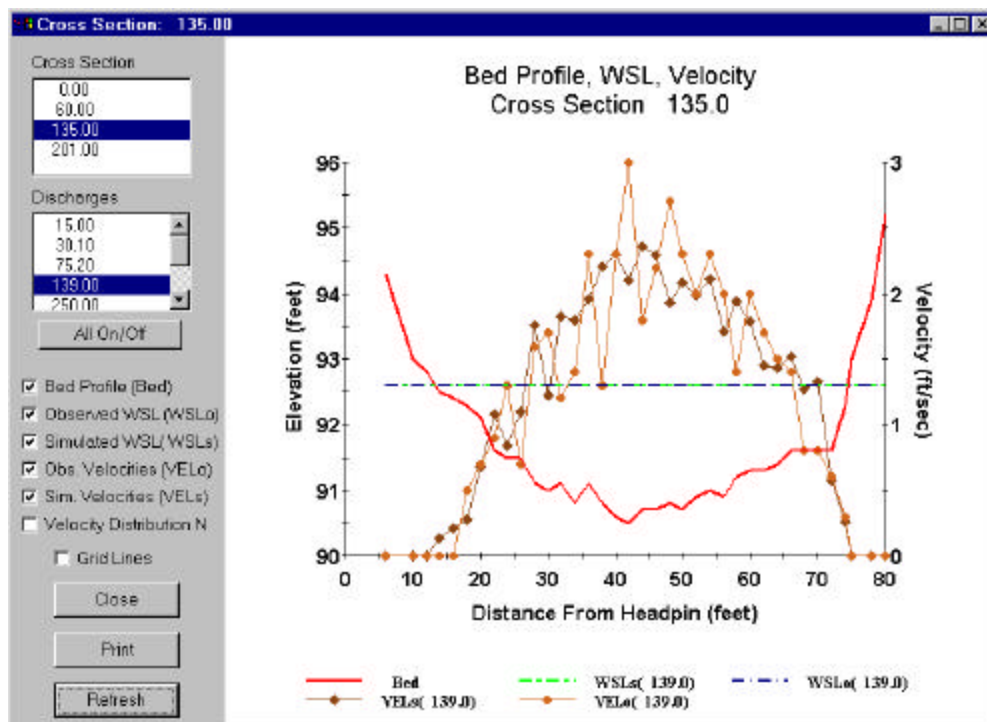 Cross Section: 135.00
Cross Section
0.00
60.00
135.00
201.00
Discharges
15.00
30.10
75.20
139.00
250.00
All On/Off
Bed Profile (Bed)
Observed WSL (WSLo)
Simulated WSL( WSLs)
Obs. Velocities (VELo)
Sim. Velocities (VELs)
Velocity Distribution N
Grid Lines
Close
Print
Refresh
Bed Profile, WSL, Velocity
Cross Section 135.0
96
95
94
93
92
91
90
Elevation (feet)
3
2
1
0
Velocity (ft/sec)
0 10 20 30 40 50 60 70 80
Distance From Headpin (feet)
Bed WSLs( 139.0) WSLo( 139.0)
VELs( 139.0) VELo( 139.0)